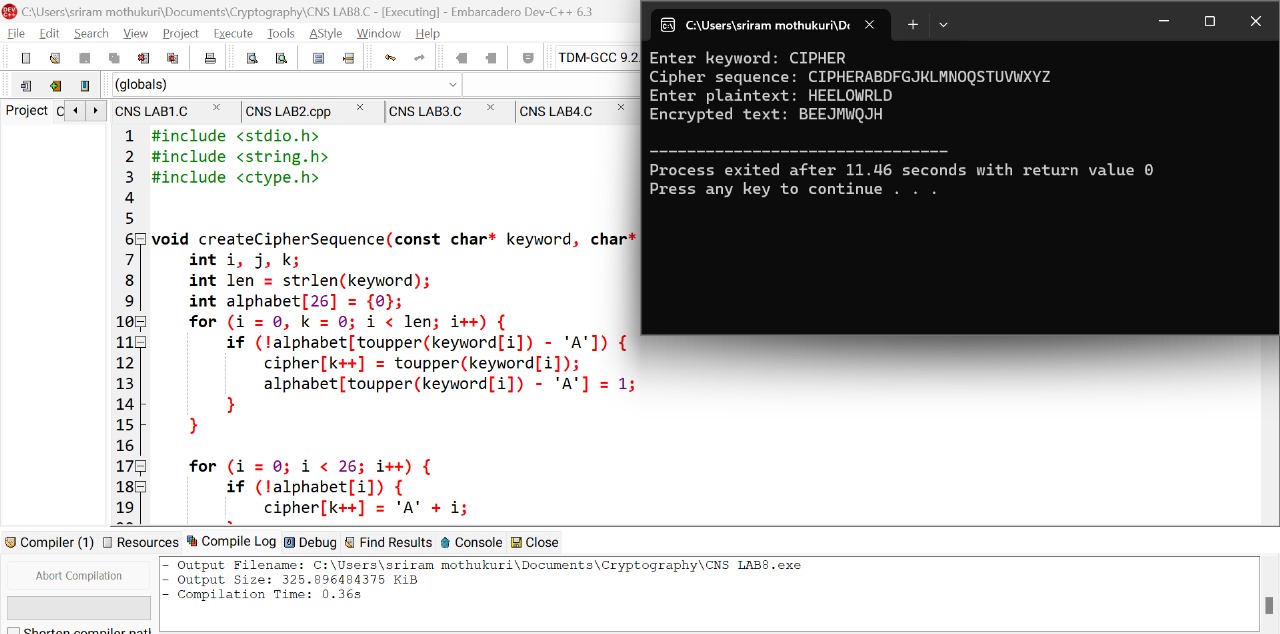 C:\Users\sriram mothukuri\Documents\Cryptography\CNS LAB8.C - [Executing] - Embarcadero Dev-C++ 6.3
File Edit Search View Project Execute Tools AStyle Window Help
TDM-GCC 9.2.
(globals)
Project C
CNS LAB1.C CNS LAB2.cpp CNS LAB3.C CNS LAB4.C
1 #include <stdio.h>
2 #include <string.h>
3 #include <ctype.h>
4
5
6 void createCipherSequence(const char* keyword, char*
7 int i, j, k;
8 int len = strlen(keyword);
9 int alphabet[26] = {0};
10 for (i = 0, k = 0; i < len; i++) {
11 if (!alphabet[toupper(keyword[i]) - 'A']) {
12 cipher[k++] = toupper(keyword[i]);
13 alphabet[toupper(keyword[i]) - 'A'] = 1;
14 }
15 }
16
17 for (i = 0; i < 26; i++) {
18 if (!alphabet[i]) {
19 cipher[k++] = 'A' + i;
C:\Users\sriram mothukuri\Do
Enter keyword: CIPHER
Cipher sequence: CIPHERABDFGJKLMNOQSTUVWXYZ
Enter plaintext: HEELOWRLD
Encrypted text: BEEJMWQJH
--------------------------------
Process exited after 11.46 seconds with return value 0
Press any key to continue . . .
Compiler (1) Resources Compile Log Debug Find Results Console Close
Abort Compilation
Shorten compiler path
- Output Filename: C:\Users\sriram mothukuri\Documents\Cryptography\CNS LAB8.exe
- Output Size: 325.896484375 KiB
- Compilation Time: 0.36s